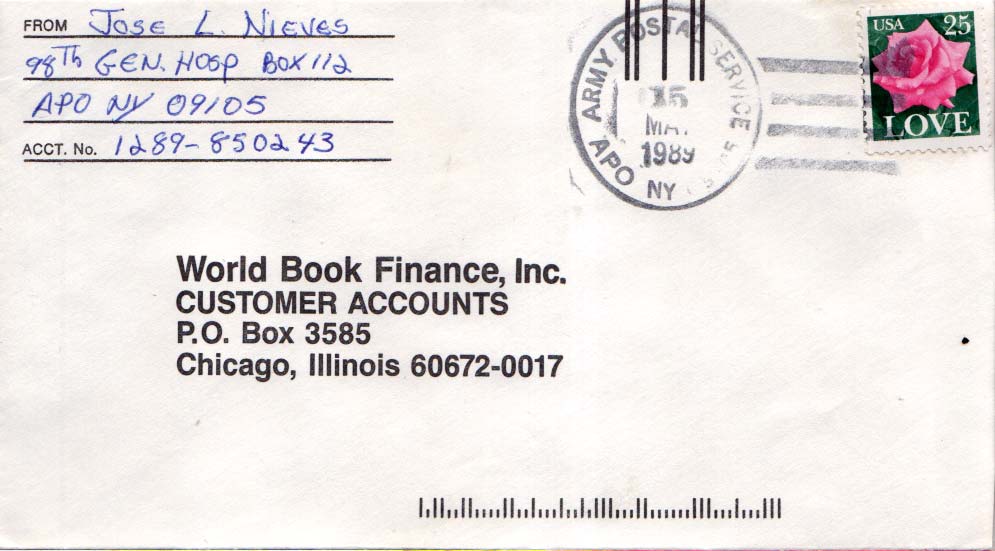 FROM Jose L. Nieves
98Th GEN. Hosp Box 112
APO NY 09105
ACCT. No. 1289-850243
ARMY POSTAL SERVICE
15
MAY
1989
APO NY
USA 25
LOVE
World Book Finance, Inc.
CUSTOMER ACCOUNTS
P.O. Box 3585
Chicago, Illinois 60672-0017